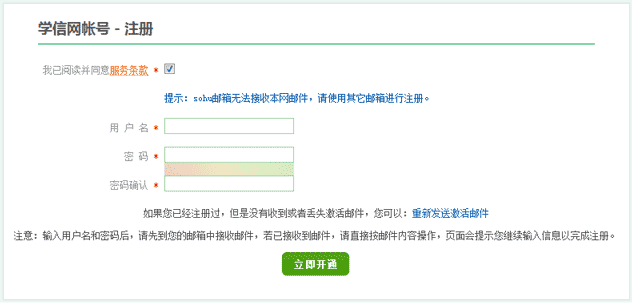 学信网帐号 - 注册
我已阅读并同意服务条款 *
提示：sohu邮箱无法接收本网邮件，请使用其它邮箱进行注册。
用 户 名 *
密 码 *
密码确认 *
如果您已经注册过，但是没有收到或者丢失激活邮件，您可以：重新发送激活邮件
注意：输入用户名和密码后，请先到您的邮箱中接收邮件，若已接收到邮件，请直接按邮件内容操作，页面会提示您继续输入信息以完成注册。
立即开通